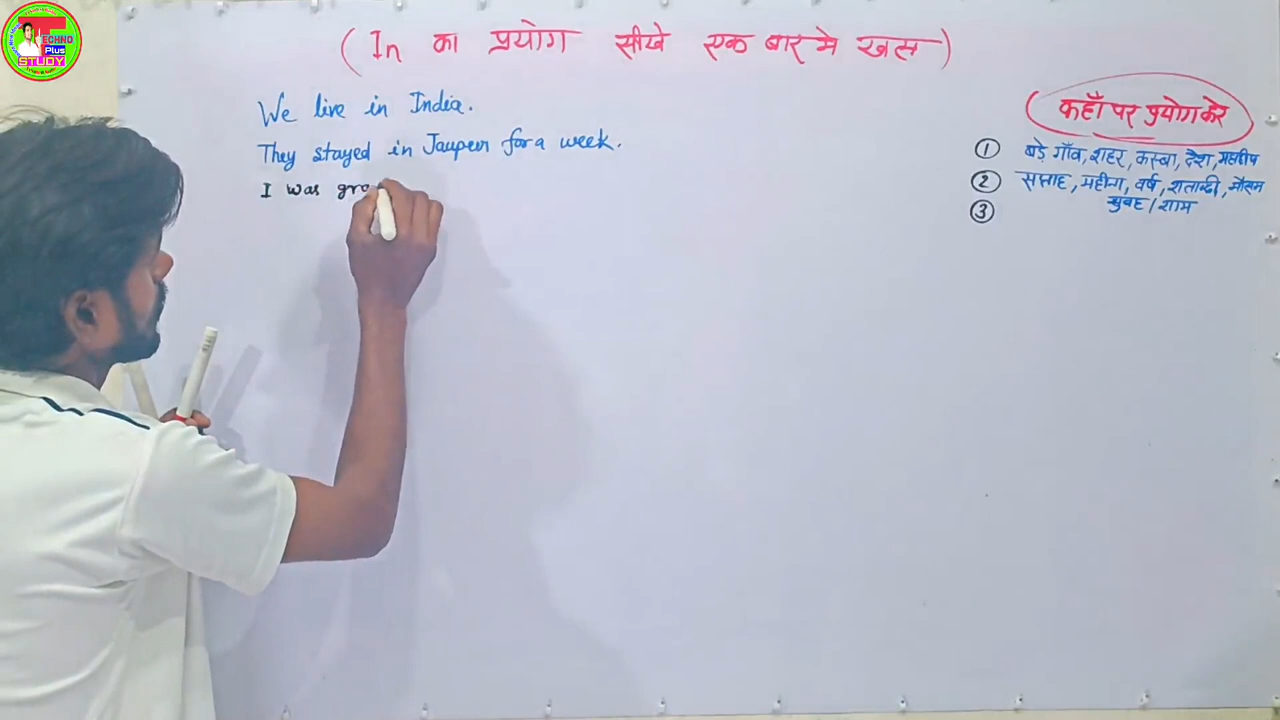 TECHNO
Plus
STUDY
( In का प्रयोग सीखे एक बार मे खत्म )
We live in India.
They stayed in Jaupur for a week.
I was gra
कहाँ पर प्रयोग करे
① बड़े गाँव, शहर, कस्बा, देश, महाद्वीप
② सप्ताह, महीना, वर्ष, शताब्दी, मौसम
सुबह / शाम
③